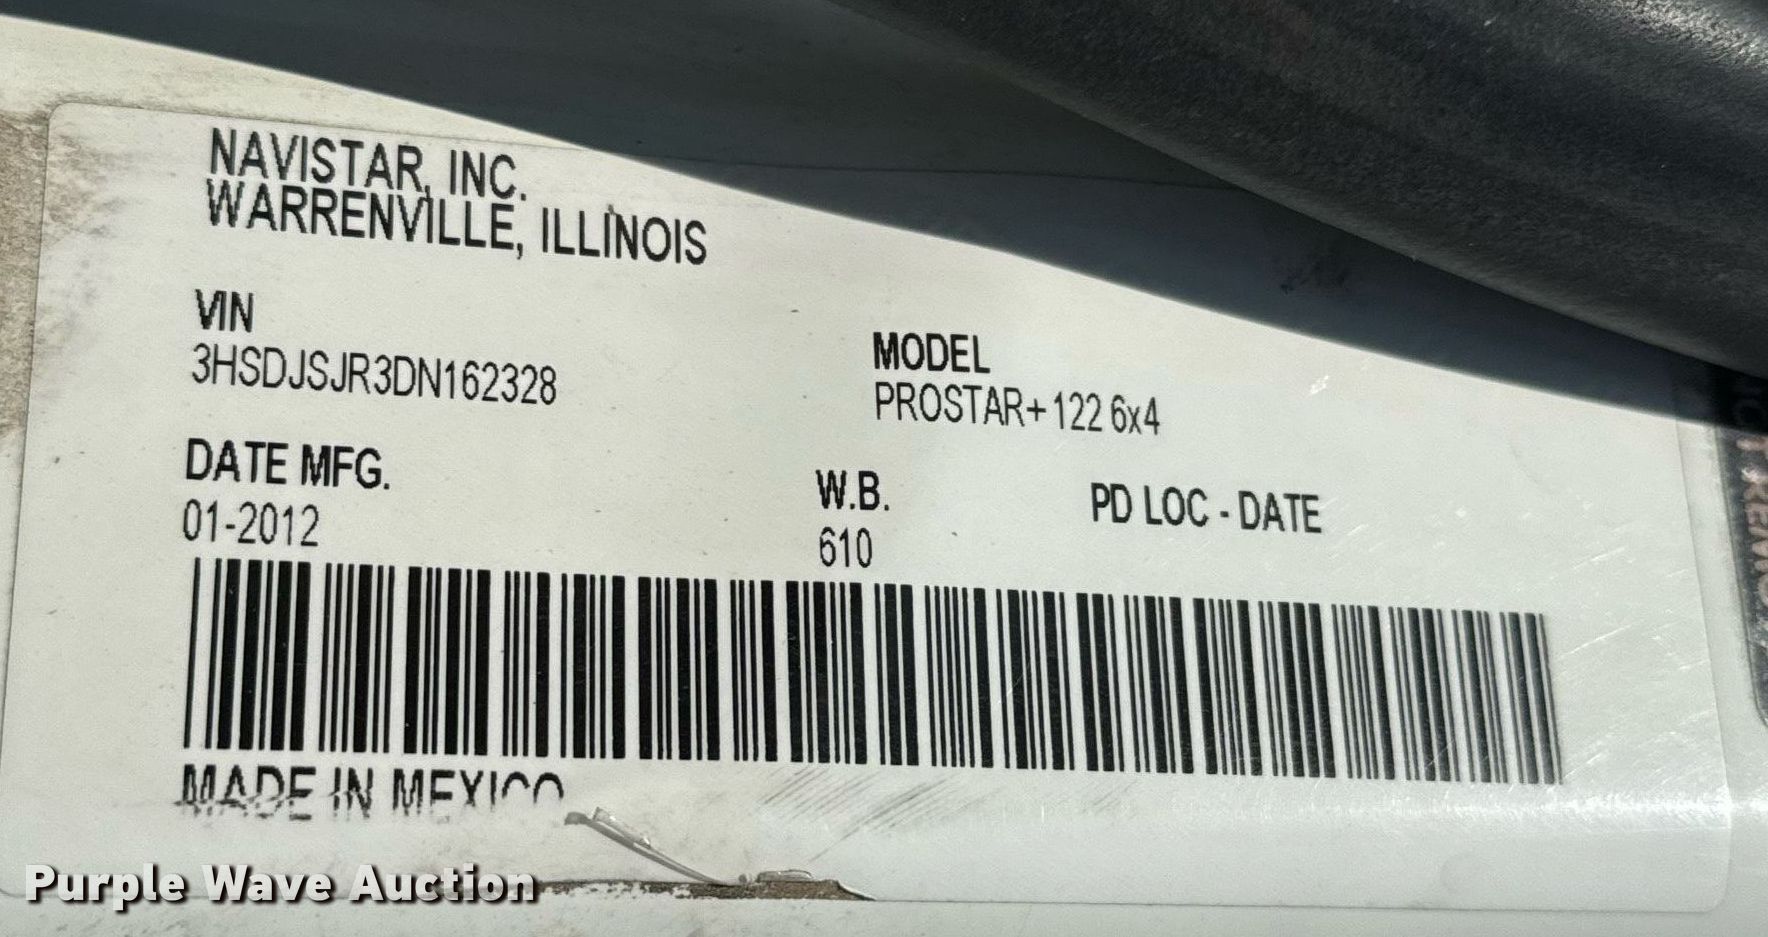 NAVISTAR, INC.
WARRENVILLE, ILLINOIS
VIN
3HSDJSJR3DN162328
MODEL
PROSTAR+ 122 6x4
DATE MFG.
01-2012
W.B.
610
PD LOC - DATE
MADE IN MEXICO
Purple Wave Auction